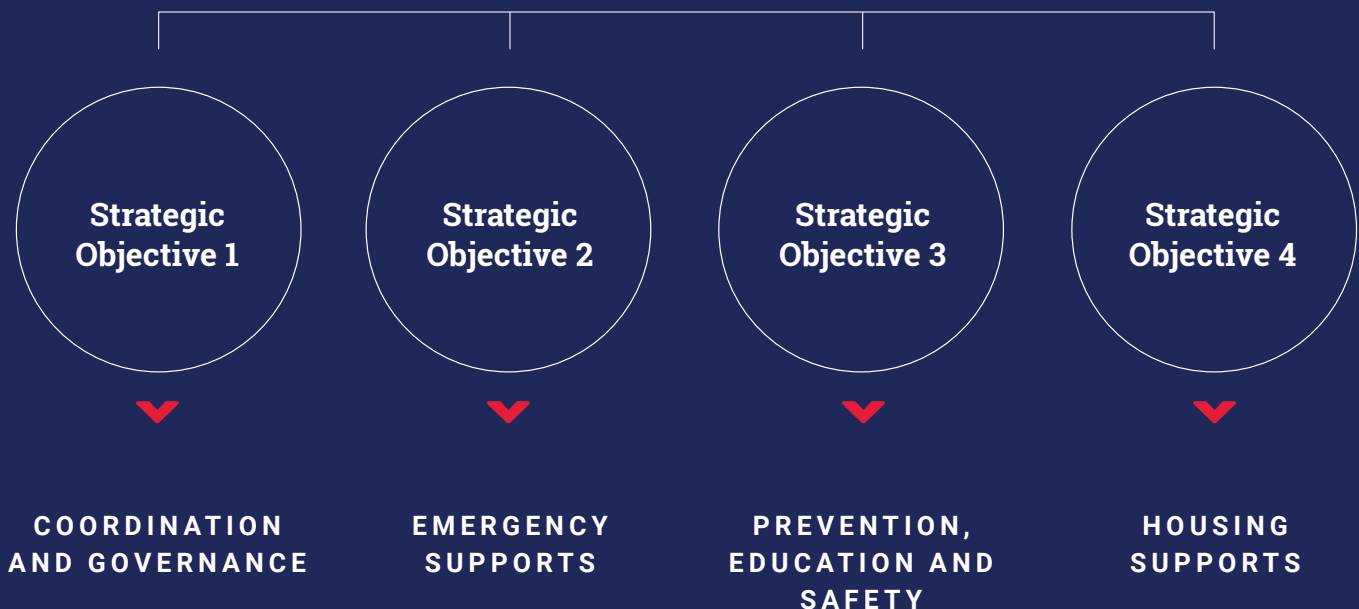 Strategic
Objective 1
Strategic
Objective 2
Strategic
Objective 3
Strategic
Objective 4
COORDINATION
AND GOVERNANCE
EMERGENCY
SUPPORTS
PREVENTION,
EDUCATION AND
SAFETY
HOUSING
SUPPORTS